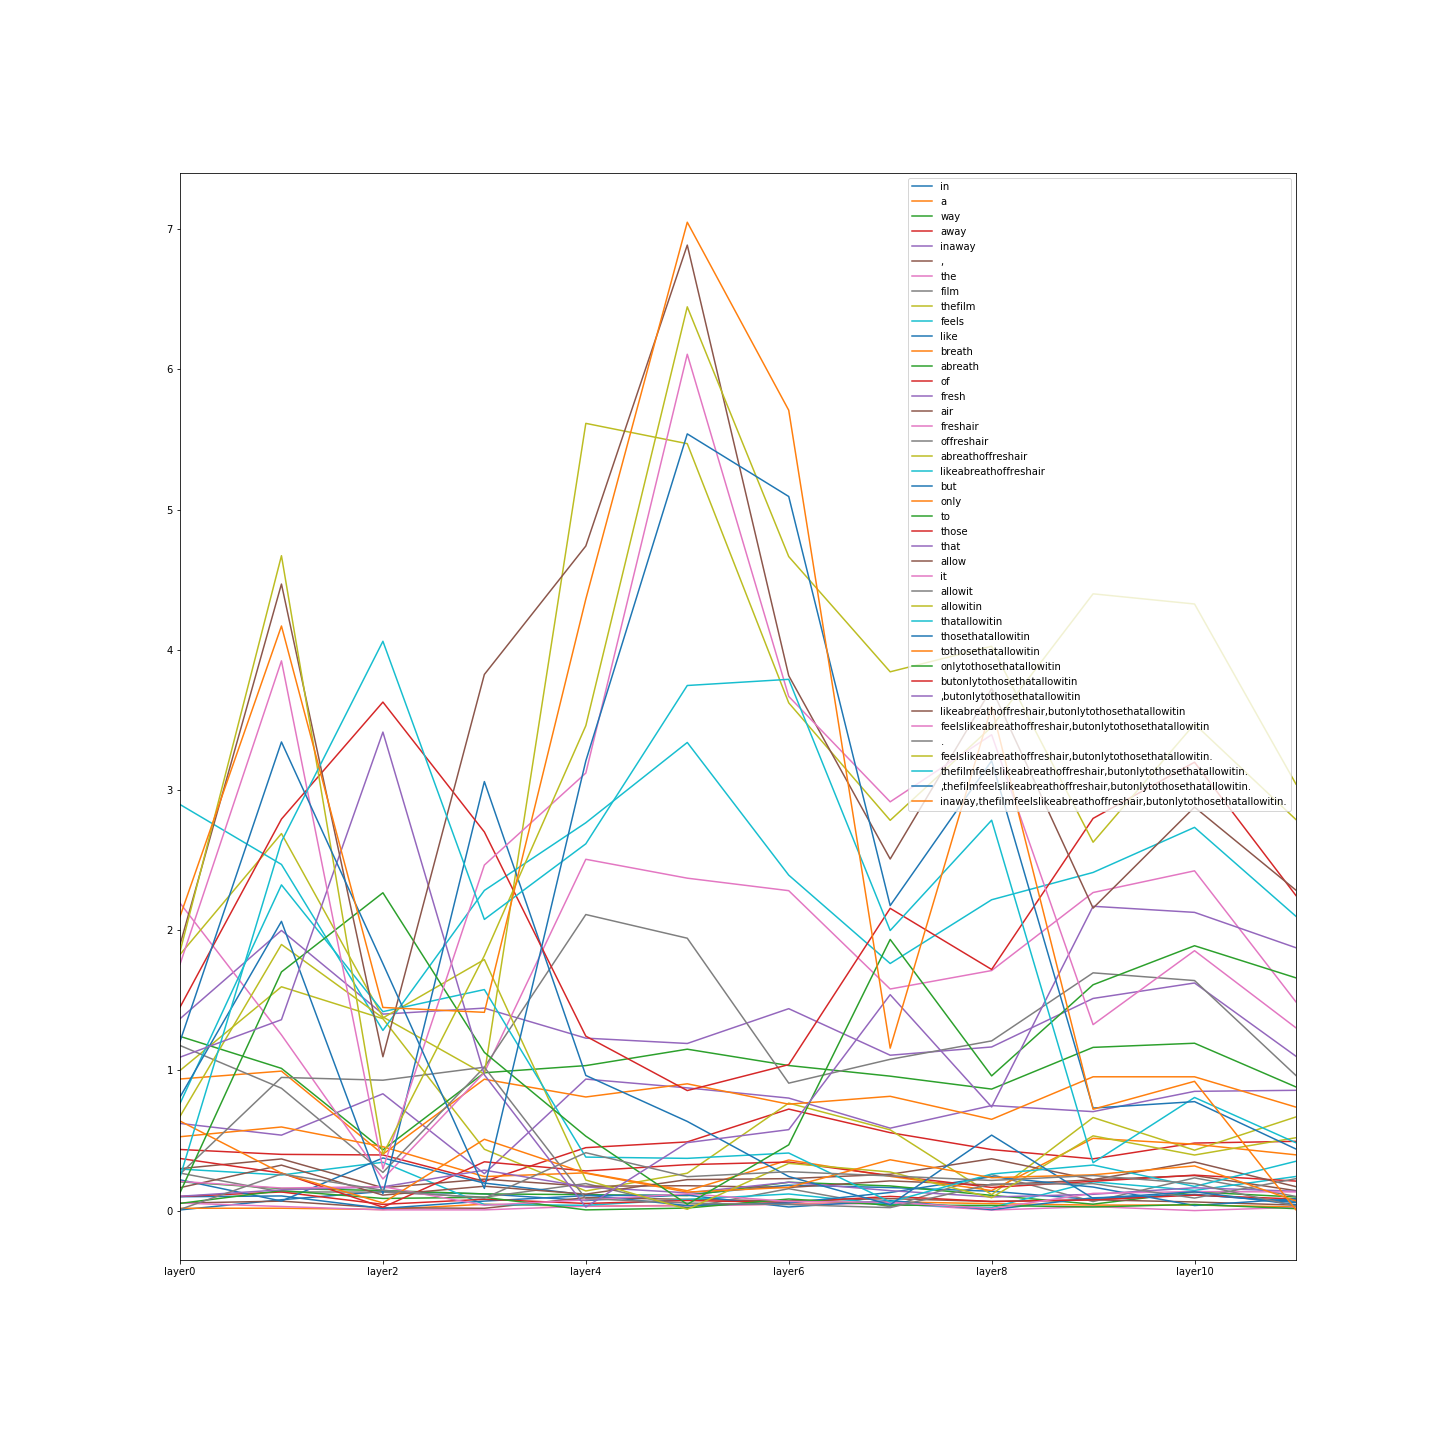 7
6
5
4
3
2
1
0
layer0
layer2
layer4
layer6
layer8
layer10
in
a
way
away
inaway
,
the
film
thefilm
feels
like
breath
abreath
of
fresh
air
freshair
offreshair
abreathoffreshair
likeabreathoffreshair
but
only
to
those
that
allow
it
allowit
allowitin
thatallowitin
thosethatallowitin
tothosethatallowitin
onlytothosethatallowitin
butonlytothosethatallowitin
,butonlytothosethatallowitin
likeabreathoffreshair,butonlytothosethatallowitin
feelslikeabreathoffreshair,butonlytothosethatallowitin
.
feelslikeabreathoffreshair,butonlytothosethatallowitin.
thefilmfeelslikeabreathoffreshair,butonlytothosethatallowitin.
,thefilmfeelslikeabreathoffreshair,butonlytothosethatallowitin.
inaway,thefilmfeelslikeabreathoffreshair,butonlytothosethatallowitin.